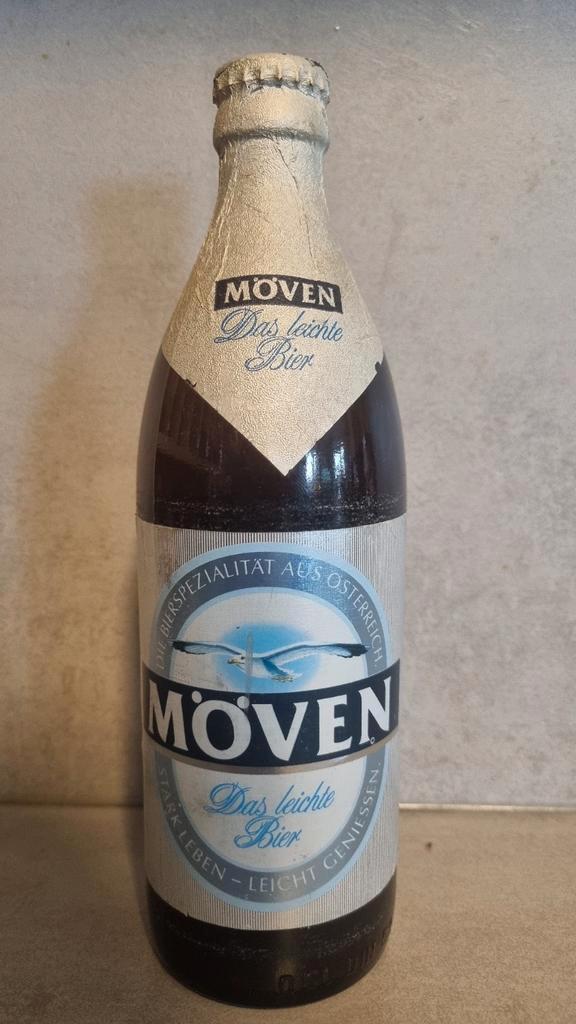 MÖVEN
Das leichte
Bier
DIE BIERSPEZIALITÄT AUS ÖSTERREICH.
MÖVEN
Das leichte
Bier
STARK LEBEN – LEICHT GENIESSEN.